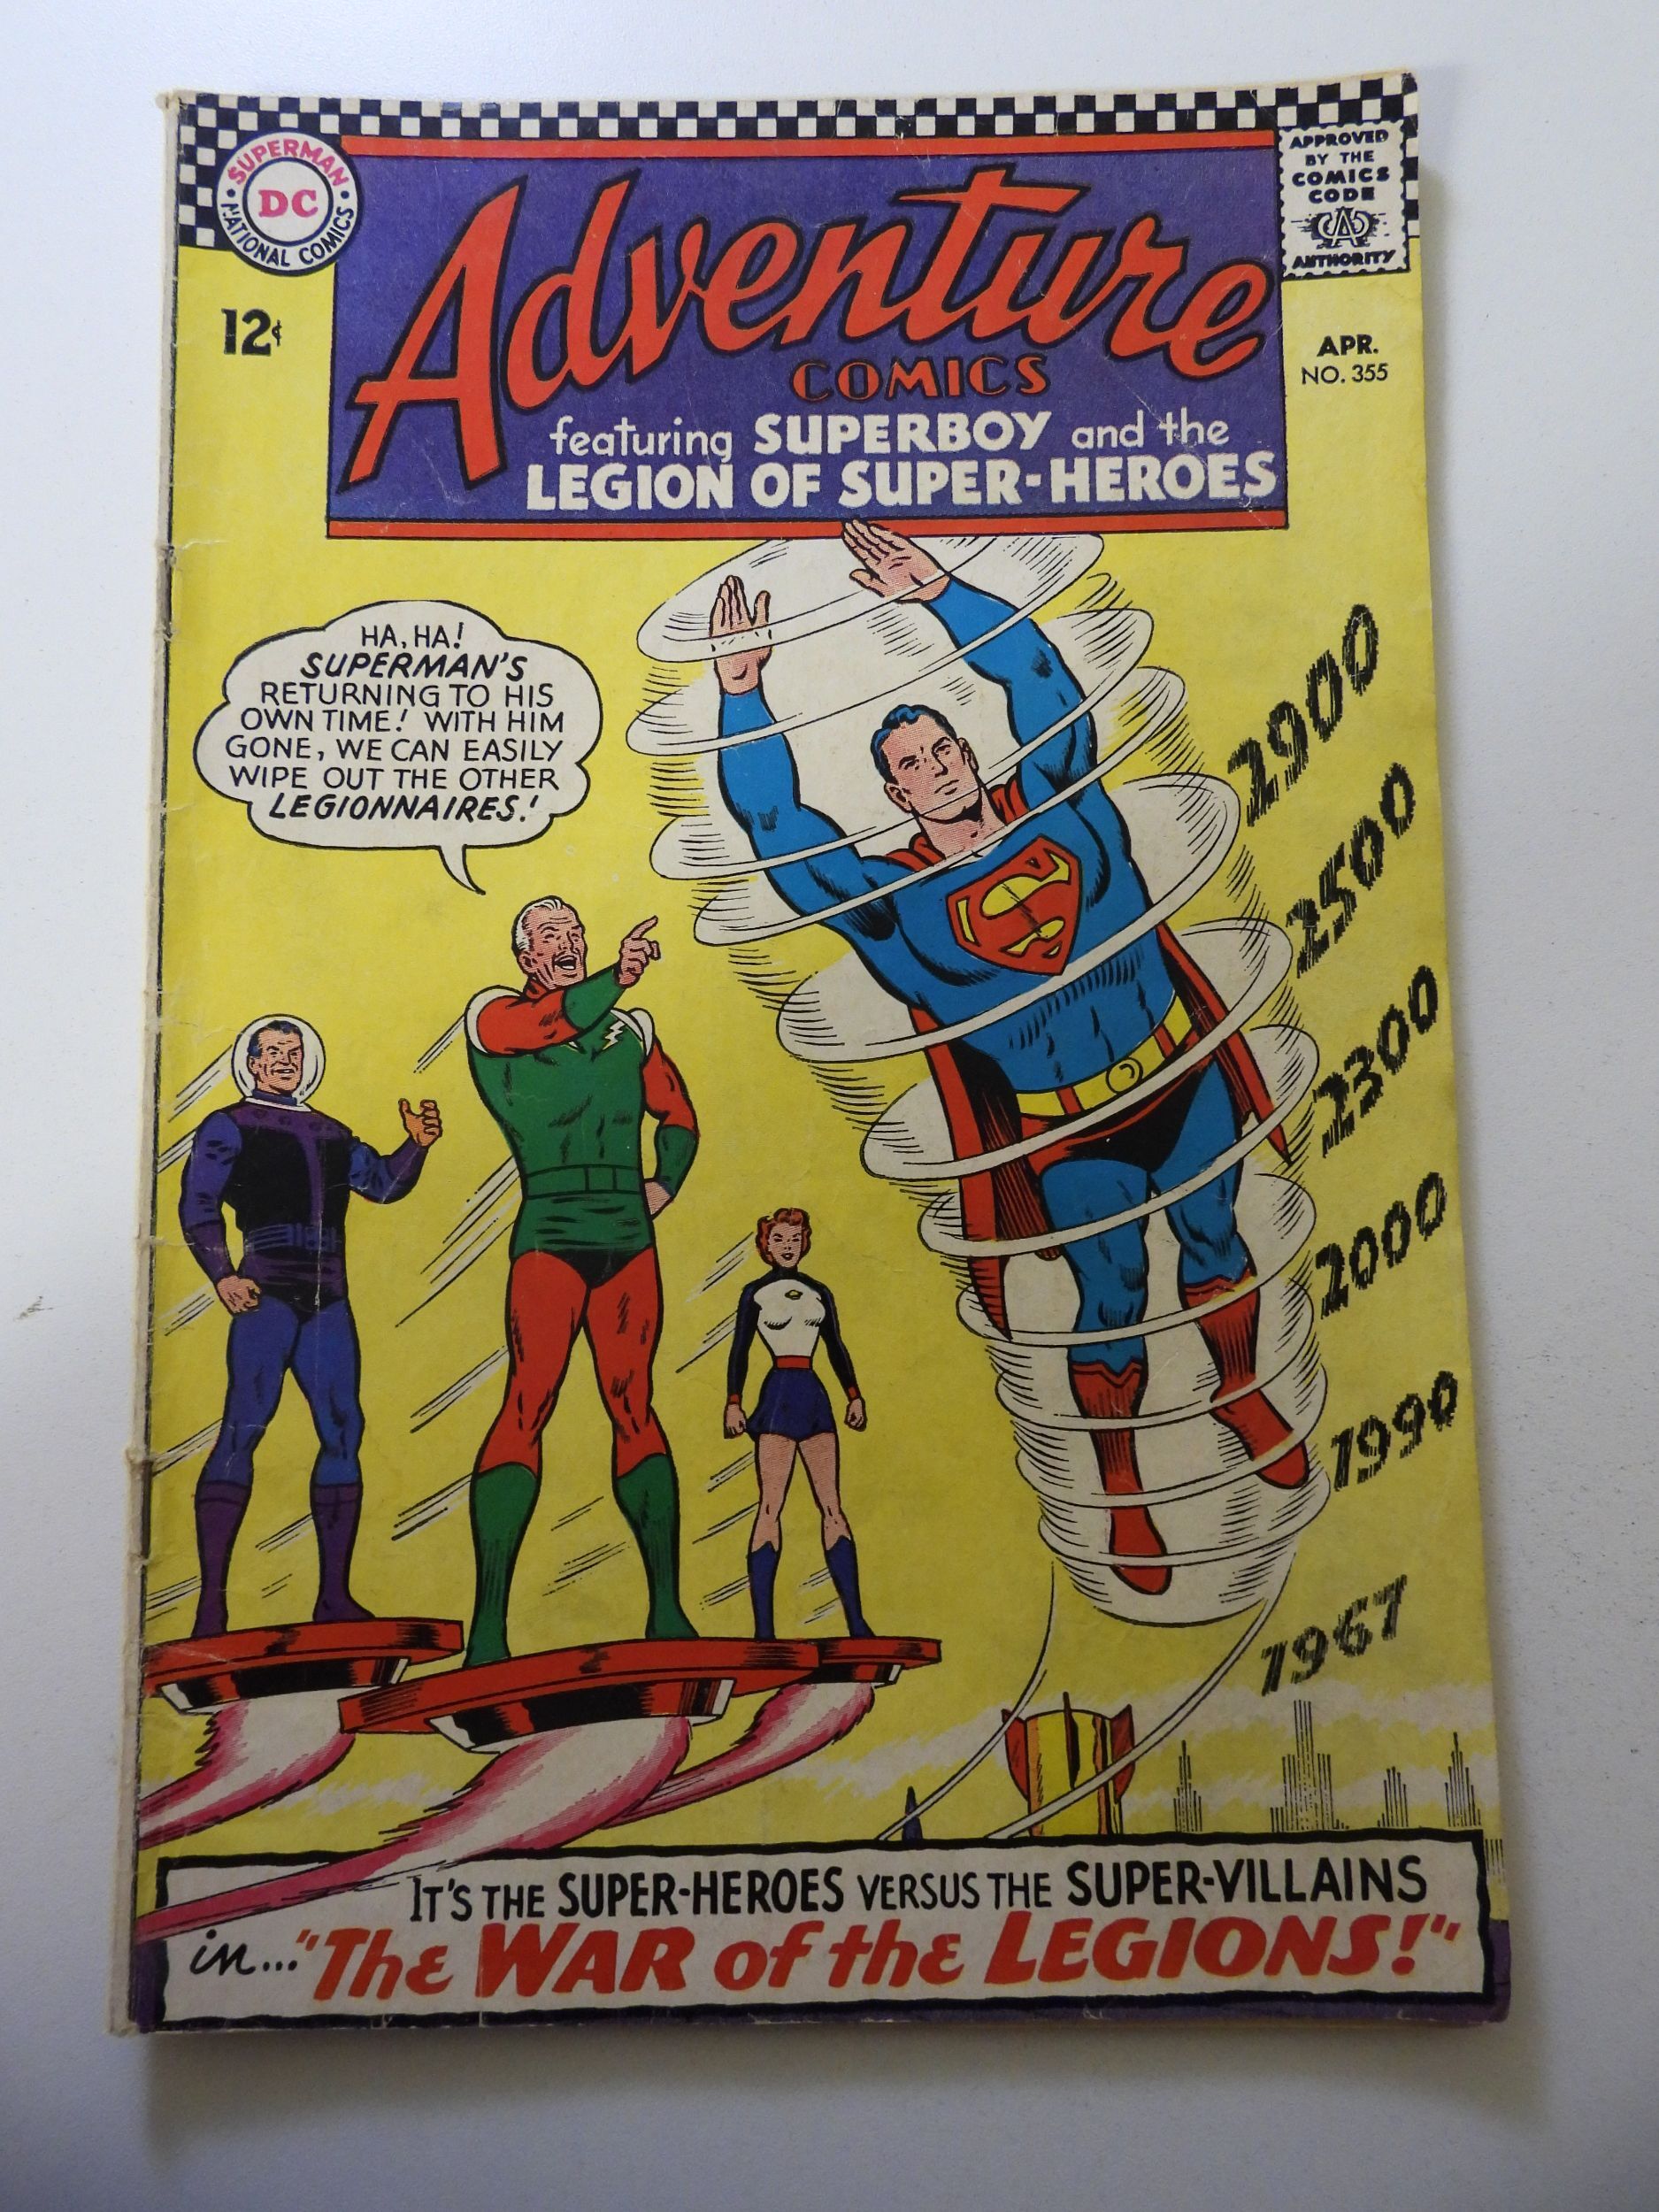 SUPERMAN
DC
NATIONAL COMICS
Adventure
COMICS
featuring SUPERBOY and the
LEGION OF SUPER-HEROES
APPROVED
BY THE
COMICS
CODE
CA
AUTHORITY
12¢
APR.
NO. 355
HA, HA!
SUPERMAN'S
RETURNING TO HIS
OWN TIME! WITH HIM
GONE, WE CAN EASILY
WIPE OUT THE OTHER
LEGIONNAIRES!
S
2900
2500
2300
2000
1990
1967
IT'S THE SUPER-HEROES VERSUS THE SUPER-VILLAINS
in... "The WAR of the LEGIONS!"